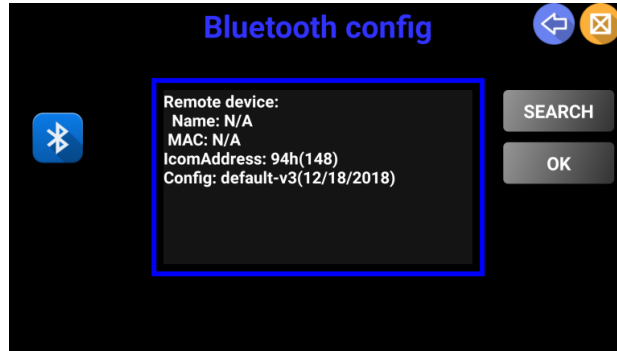 Bluetooth config
Remote device:
Name: N/A
MAC: N/A
IcomAddress: 94h(148)
Config: default-v3(12/18/2018)
SEARCH
OK